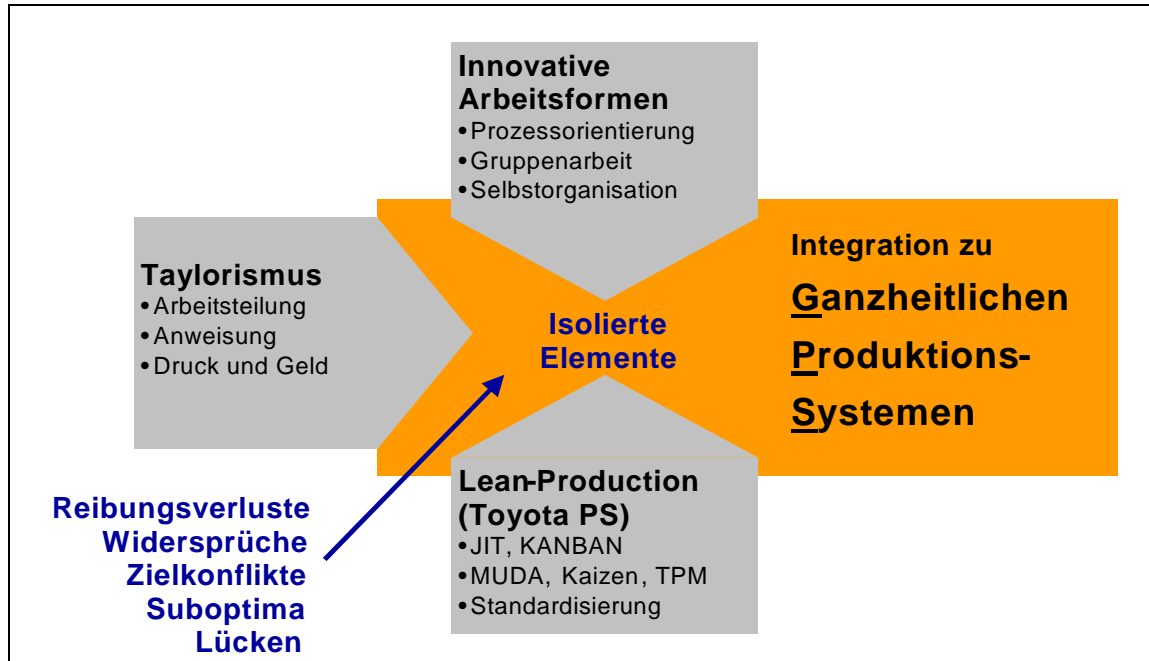 Innovative
Arbeitsformen
•Prozessorientierung
•Gruppenarbeit
•Selbstorganisation
Taylorismus
•Arbeitsteilung
•Anweisung
•Druck und Geld
Isolierte
Elemente
Integration zu
Ganzheitlichen
Produktions-
Systemen
Reibungsverluste
Widersprüche
Zielkonflikte
Suboptima
Lücken
Lean-Production
(Toyota PS)
•JIT, KANBAN
•MUDA, Kaizen, TPM
•Standardisierung